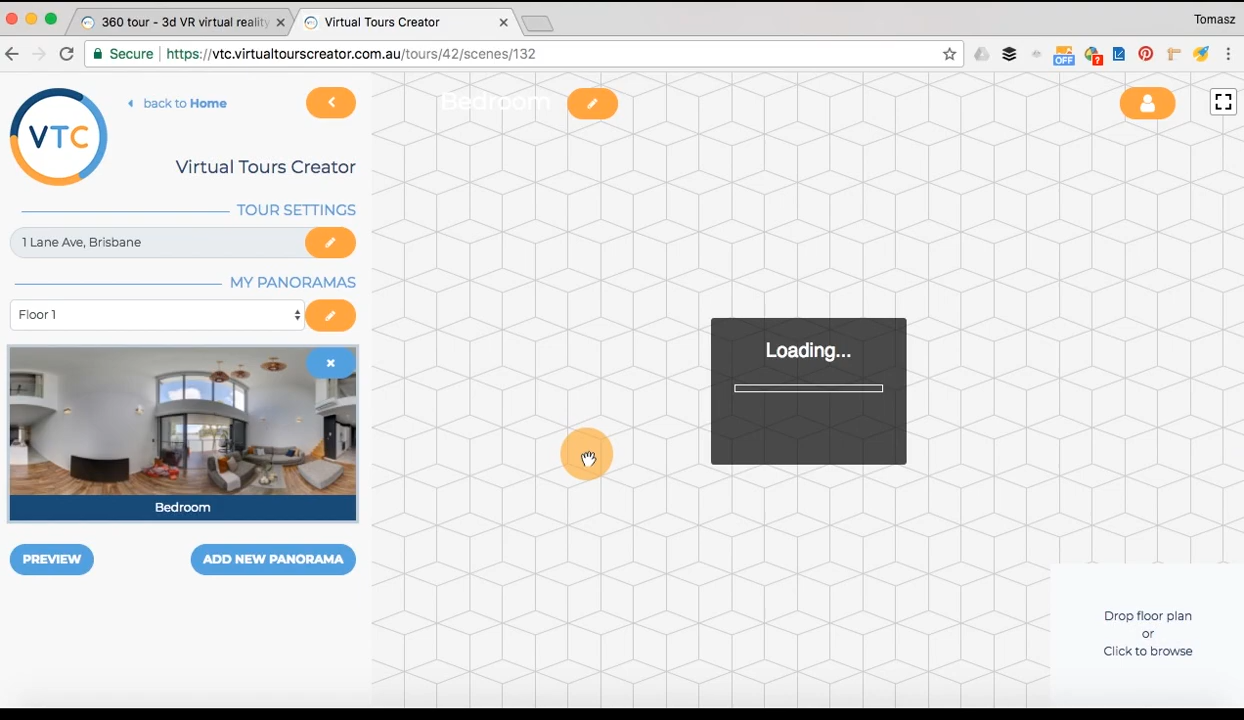 360 tour - 3d VR virtual reality
Virtual Tours Creator
Tomasz
Secure
https://vtc.virtualtourscreator.com.au/tours/42/scenes/132
OFF
?
VTC
back to Home
Virtual Tours Creator
TOUR SETTINGS
1 Lane Ave, Brisbane
MY PANORAMAS
Floor 1
Bedroom
PREVIEW
ADD NEW PANORAMA
Bedroom
Loading...
Drop floor plan
or
Click to browse